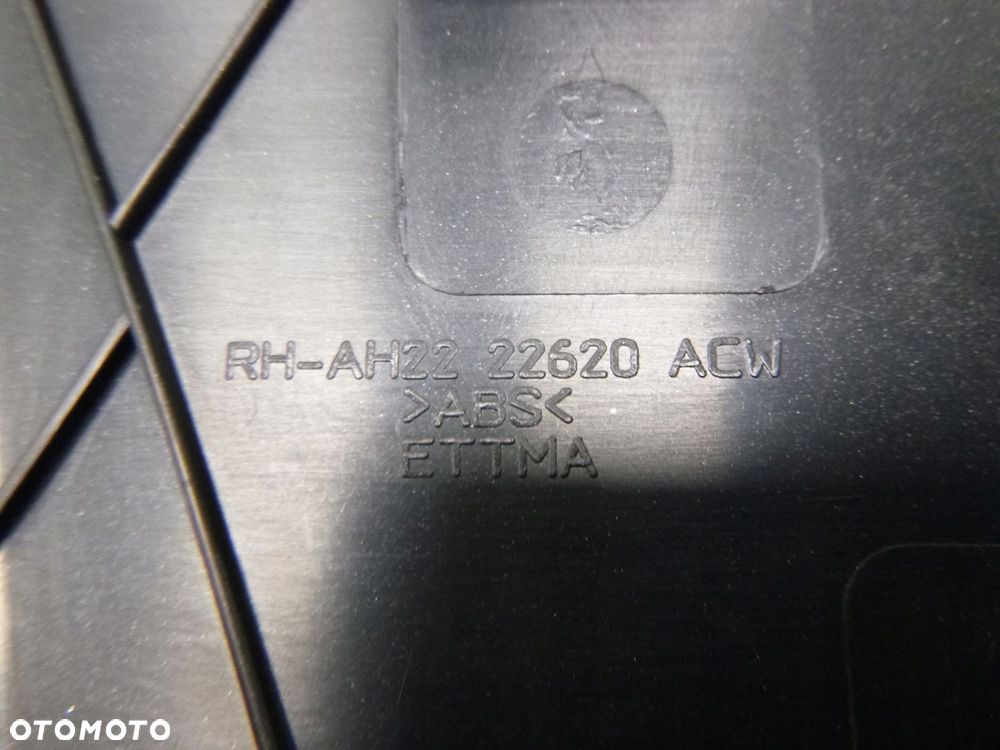 RH-AH22 22620 ACW
>ABS<
ETTMA
OTOMOTO